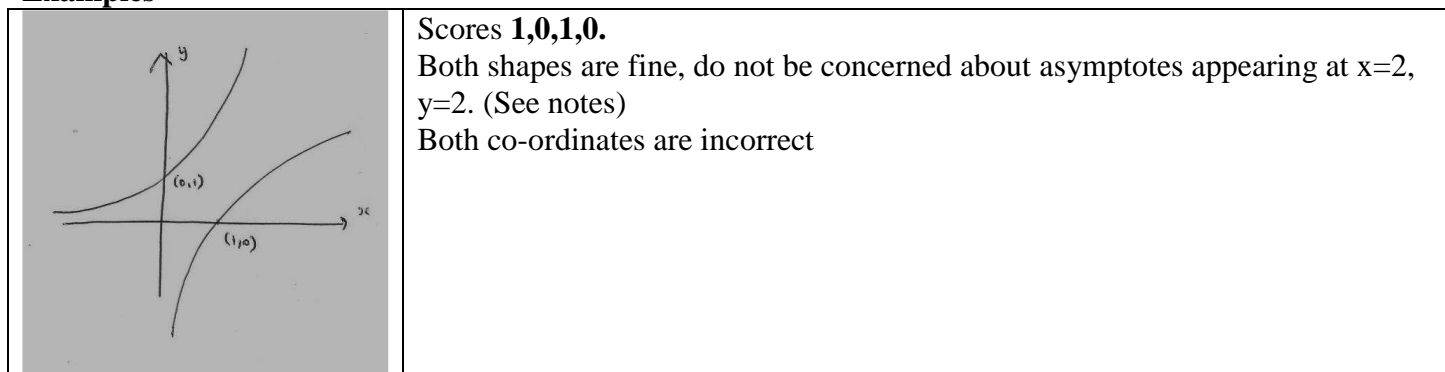 Scores 1,0,1,0.
Both shapes are fine, do not be concerned about asymptotes appearing at x=2,
y=2. (See notes)
Both co-ordinates are incorrect
y
(0,1)
x
(1,0)